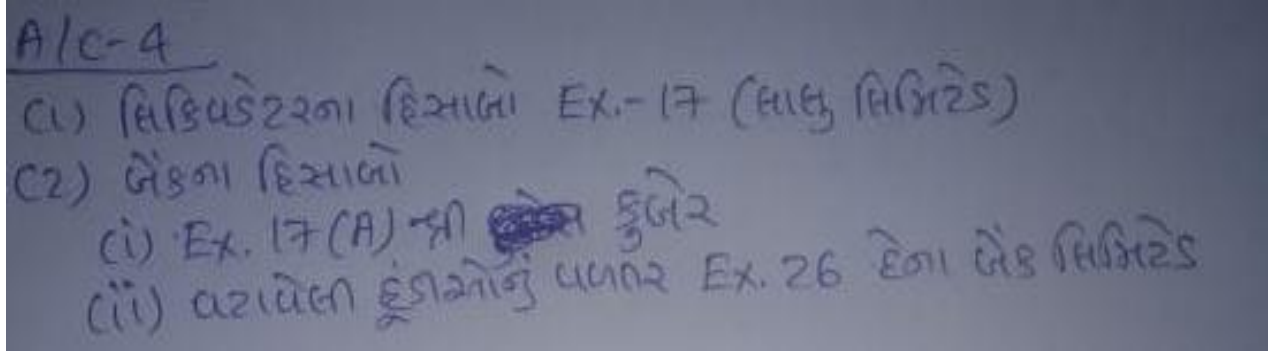 A/c-4
(1) લિક્વિડેટરના હિસાબો Ex.-17 (લાલુ લિમિટેડ)
(2) બેંકના હિસાબો
(i) Ex. 17(A) શ્રી કુબેર
(ii) વટાવેલી હૂંડીઓનું વળતર Ex. 26 દેના બેંક લિમિટેડ